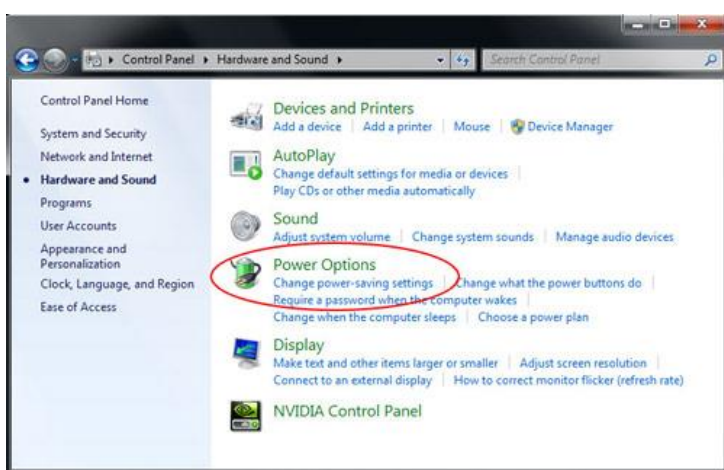 Control Panel Hardware and Sound Search Control Panel
Control Panel Home
System and Security
Network and Internet
Hardware and Sound
Programs
User Accounts
Appearance and
Personalization
Clock, Language, and Region
Ease of Access
Devices and Printers
Add a device Add a printer Mouse Device Manager
AutoPlay
Change default settings for media or devices
Play CDs or other media automatically
Sound
Adjust system volume Change system sounds Manage audio devices
Power Options
Change power-saving settings Change what the power buttons do
Require a password when the computer wakes
Change when the computer sleeps Choose a power plan
Display
Make text and other items larger or smaller Adjust screen resolution
Connect to an external display How to correct monitor flicker (refresh rate)
NVIDIA Control Panel